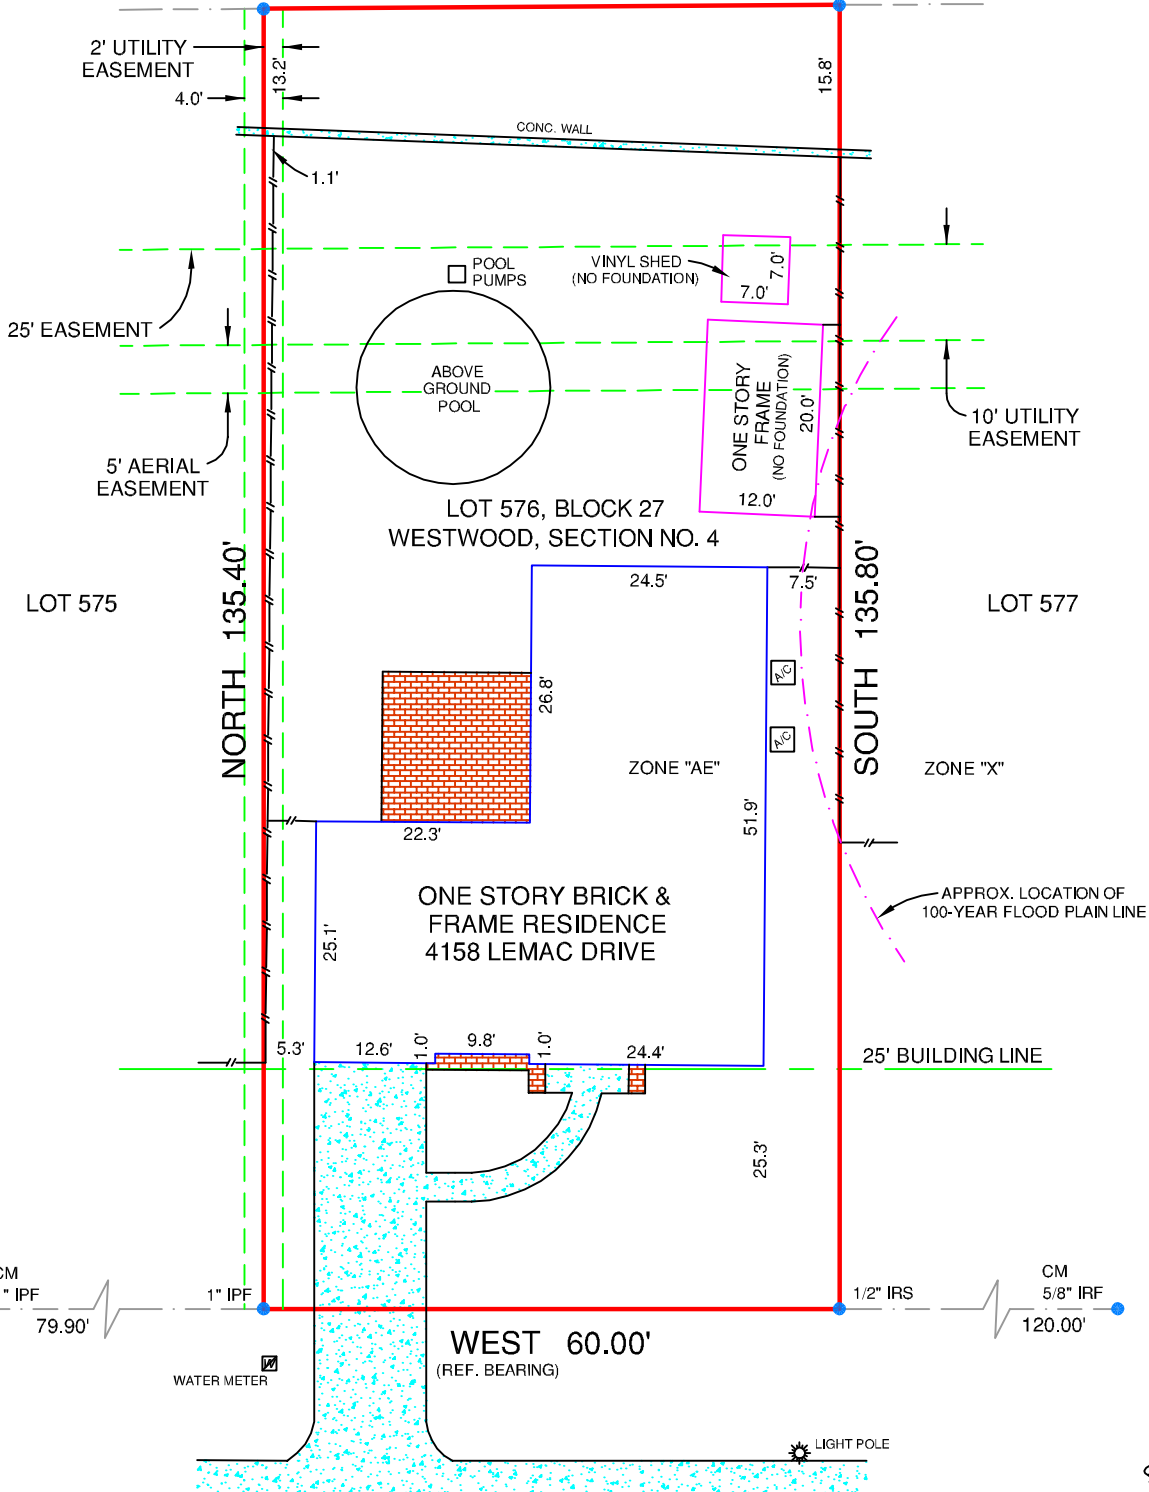 2' UTILITY
EASEMENT
4.0'
13.2'
15.8'
CONC. WALL
1.1'
POOL
PUMPS
VINYL SHED
(NO FOUNDATION)
7.0'
7.0'
25' EASEMENT
ABOVE
GROUND
POOL
ONE STORY
FRAME
(NO FOUNDATION)
20.0'
12.0'
10' UTILITY
EASEMENT
5' AERIAL
EASEMENT
LOT 576, BLOCK 27
WESTWOOD, SECTION NO. 4
NORTH 135.40'
SOUTH 135.80'
LOT 575
24.5'
7.5'
LOT 577
A/C
26.8'
A/C
ZONE "AE"
ZONE "X"
51.9'
22.3'
ONE STORY BRICK &
FRAME RESIDENCE
4158 LEMAC DRIVE
APPROX. LOCATION OF
100-YEAR FLOOD PLAIN LINE
25.1'
5.3'
12.6'
1.0'
9.8'
1.0'
24.4'
25' BUILDING LINE
25.3'
CM
" IPF
79.90'
1" IPF
1/2" IRS
CM
5/8" IRF
120.00'
WEST 60.00'
(REF. BEARING)
W
WATER METER
LIGHT POLE